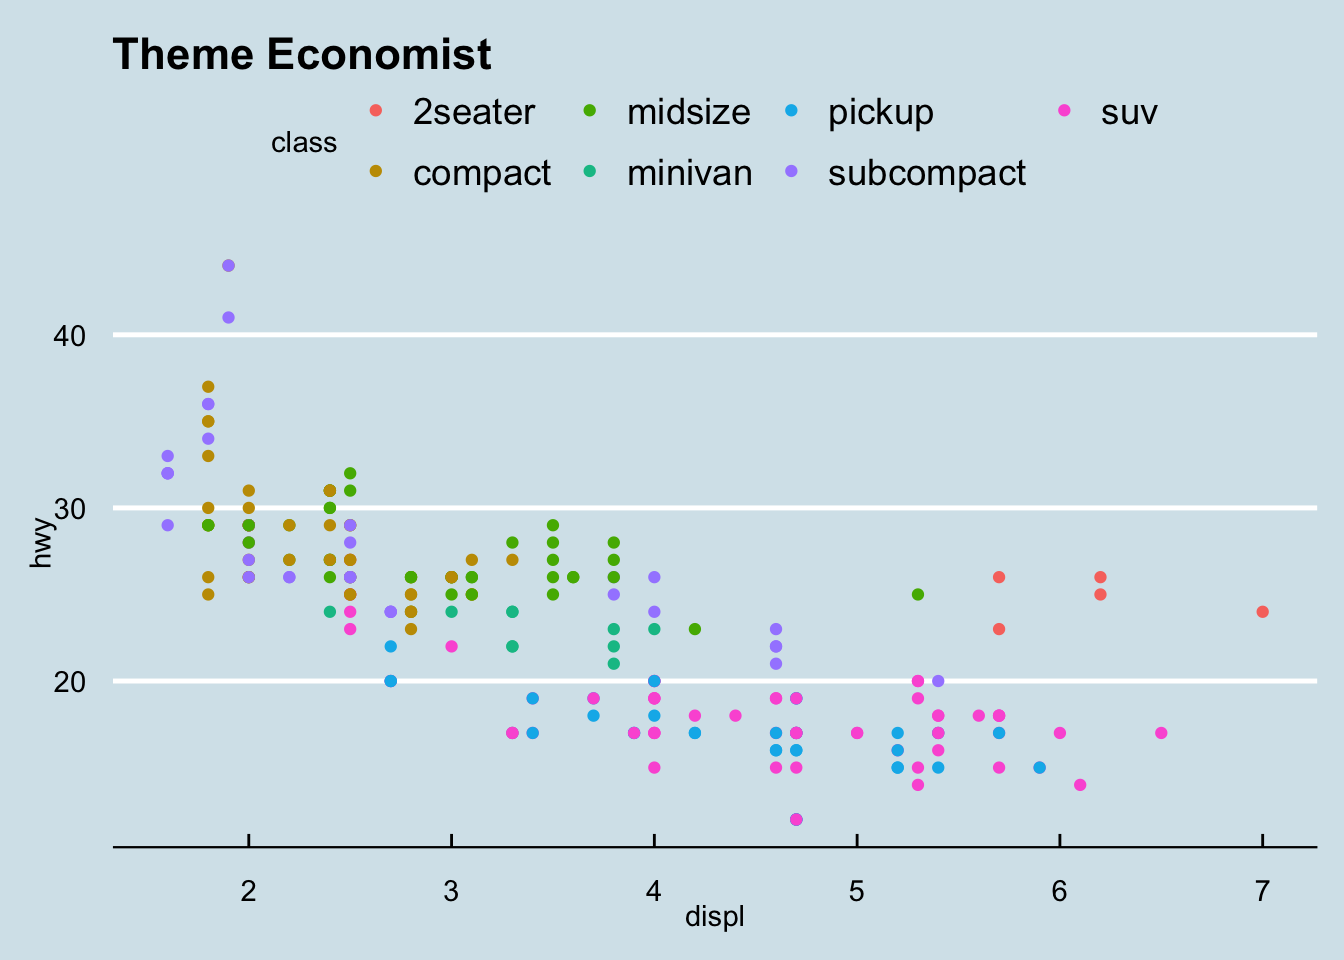 Theme Economist
class
2seater midsize pickup suv
compact minivan subcompact
hwy
40
30
20
2 3 4 5 6 7
displ